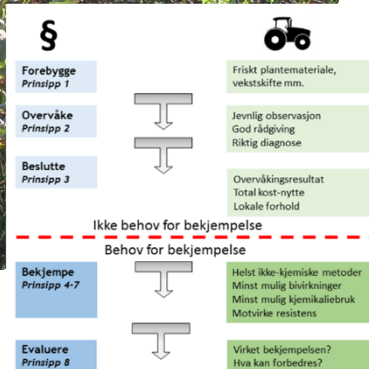 §
Forebygge
Prinsipp 1
Friskt plantemateriale,
vekstskifte mm.
Overvåke
Prinsipp 2
Jevnlig observasjon
God rådgiving
Riktig diagnose
Beslutte
Prinsipp 3
Overvåkingsresultat
Total kost-nytte
Lokale forhold
Ikke behov for bekjempelse
Behov for bekjempelse
Bekjempe
Prinsipp 4-7
Helst ikke-kjemiske metoder
Minst mulig bivirkninger
Minst mulig kjemikaliebruk
Motvirke resistens
Evaluere
Prinsipp 8
Virket bekjempelsen?
Hva kan forbedres?